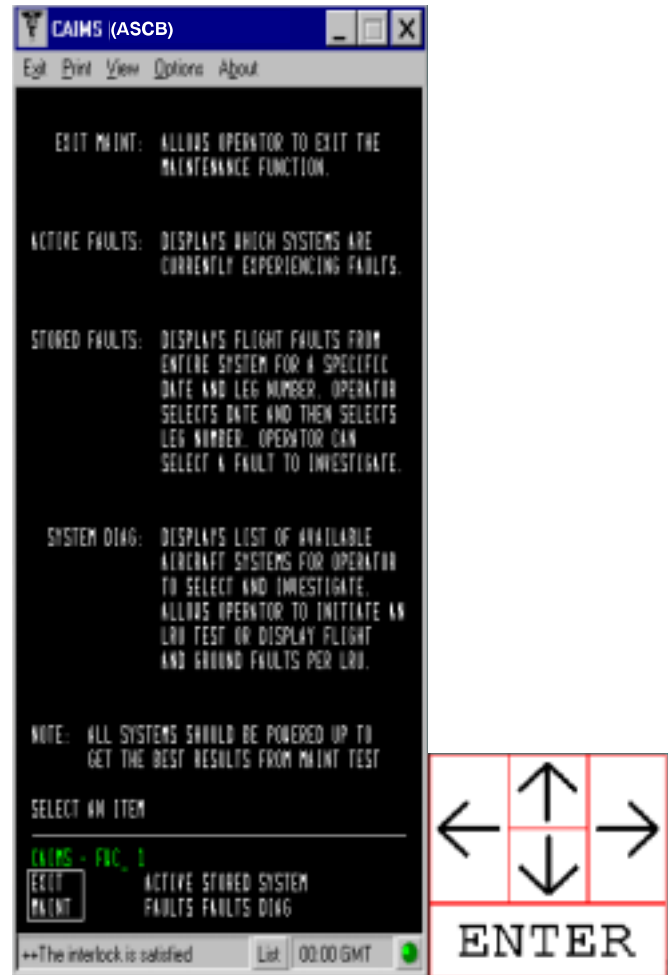 CAIMS (ASCB)
Exit Print View Options About
EXIT MAINT: ALLOWS OPERATOR TO EXIT THE
MAINTENANCE FUNCTION.
ACTIVE FAULTS: DISPLAYS WHICH SYSTEMS ARE
CURRENTLY EXPERIENCING FAULTS.
STORED FAULTS: DISPLAYS FLIGHT FAULTS FROM
ENTIRE SYSTEM FOR A SPECIFIC
DATE AND LEG NUMBER. OPERATOR
SELECTS DATE AND THEN SELECTS
LEG NUMBER. OPERATOR CAN
SELECT A FAULT TO INVESTIGATE.
SYSTEM DIAG: DISPLAYS LIST OF AVAILABLE
AIRCRAFT SYSTEMS FOR OPERATOR
TO SELECT AND INVESTIGATE.
ALLOWS OPERATOR TO INITIATE AN
LRU TEST OR DISPLAY FLIGHT
AND GROUND FAULTS PER LRU.
NOTE: ALL SYSTEMS SHOULD BE POWERED UP TO
GET THE BEST RESULTS FROM MAINT TEST
SELECT AN ITEM
CAIMS - FWC_ 1
EXIT ACTIVE STORED SYSTEM
MAINT FAULTS FAULTS DIAG
++The interlock is satisfied List 00:00 GMT
ENTER